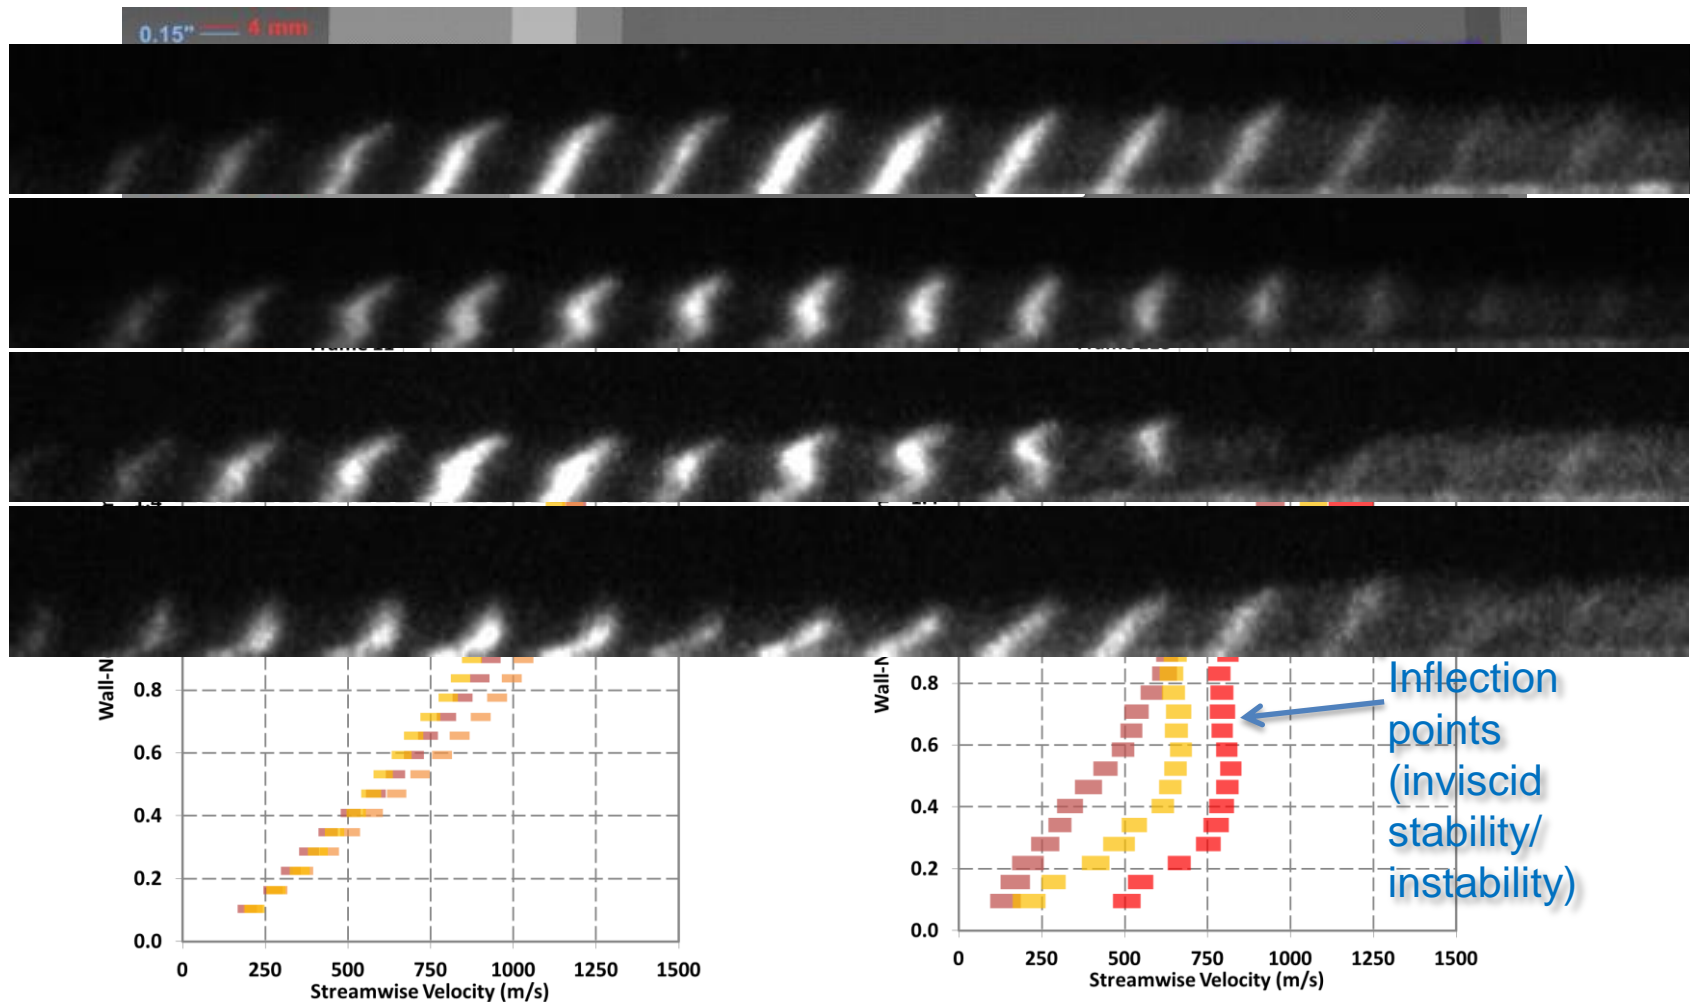 0.15" 4 mm
Wall-N
0.8
0.6
0.4
0.2
0.0
0 250 500 750 1000 1250 1500
Streamwise Velocity (m/s)
Wall-N
0.8
0.6
0.4
0.2
0.0
0 250 500 750 1000 1250 1500
Streamwise Velocity (m/s)
Inflection
points
(inviscid
stability/
instability)